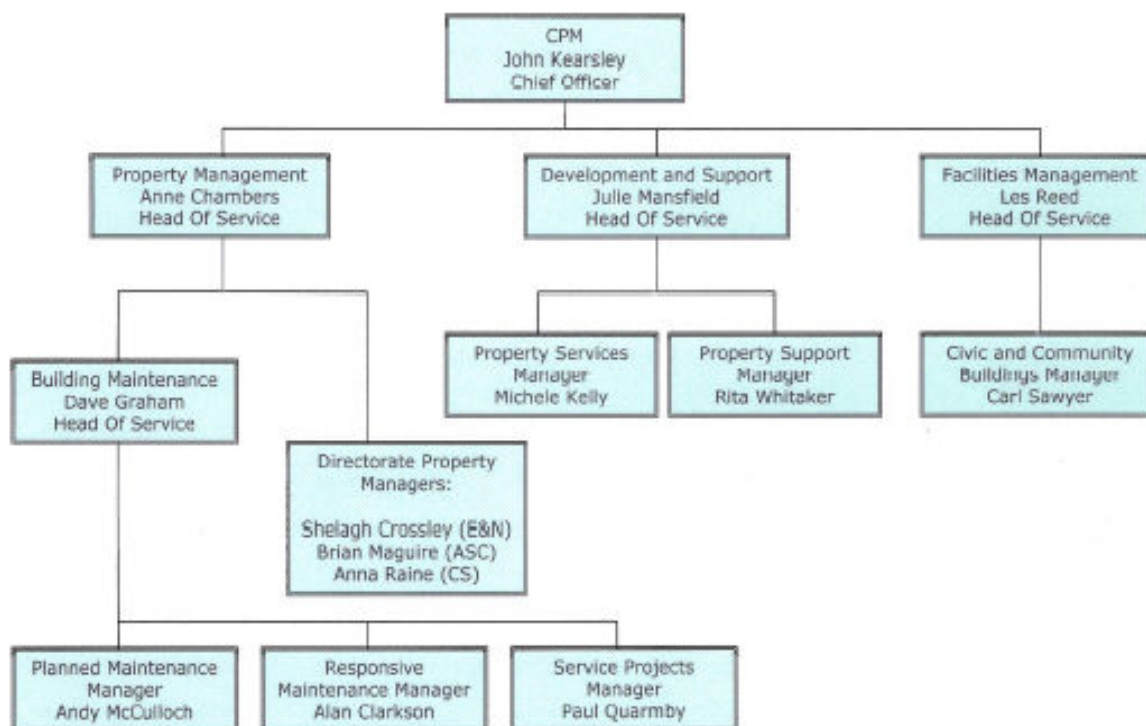 CPM
John Kearsley
Chief Officer
Property Management
Anne Chambers
Head Of Service
Development and Support
Julie Mansfield
Head Of Service
Facilities Management
Les Reed
Head Of Service
Building Maintenance
Dave Graham
Head Of Service
Directorate Property
Managers:
Shelagh Crossley (E&N)
Brian Maguire (ASC)
Anna Raine (CS)
Property Services
Manager
Michele Kelly
Property Support
Manager
Rita Whitaker
Civic and Community
Buildings Manager
Carl Sawyer
Planned Maintenance
Manager
Andy McCulloch
Responsive
Maintenance Manager
Alan Clarkson
Service Projects
Manager
Paul Quarmby